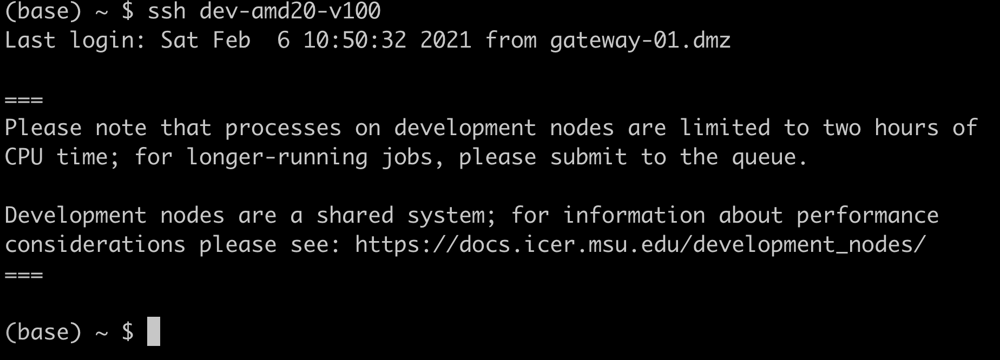 (base) ~ $ ssh dev-amd20-v100
Last login: Sat Feb  6 10:50:32 2021 from gateway-01.dmz
===
Please note that processes on development nodes are limited to two hours of
CPU time; for longer-running jobs, please submit to the queue.
Development nodes are a shared system; for information about performance
considerations please see: https://docs.icer.msu.edu/development_nodes/
===
(base) ~ $